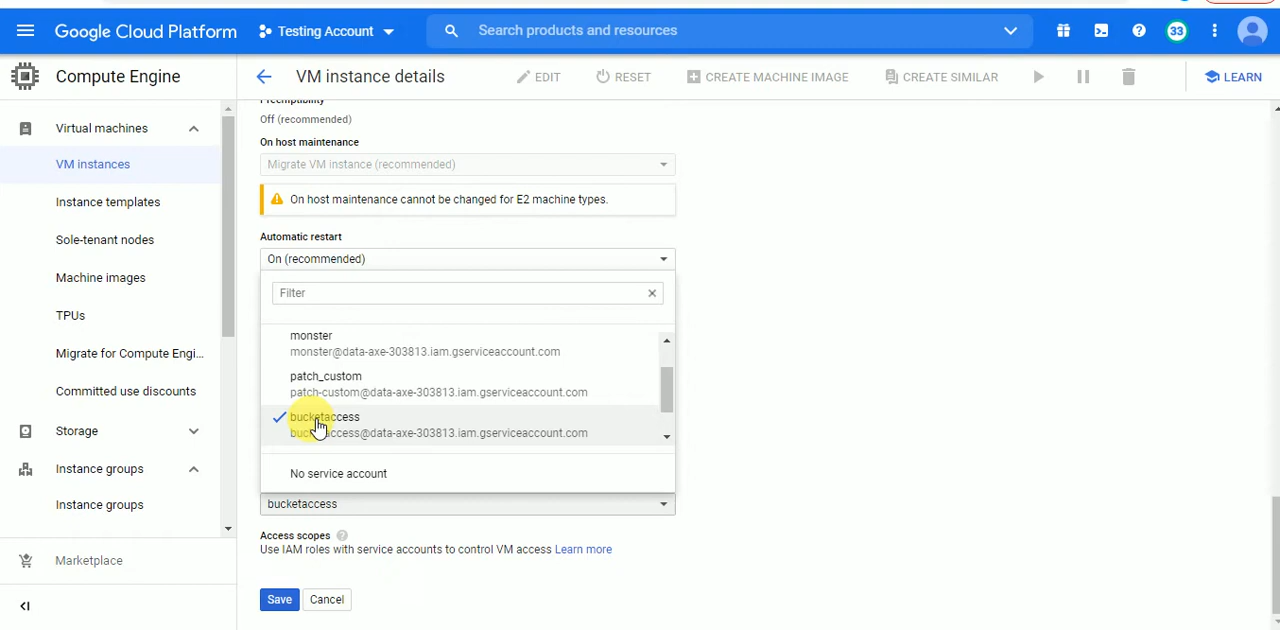 Google Cloud Platform
Testing Account
Search products and resources
33
Compute Engine
VM instance details
EDIT
RESET
CREATE MACHINE IMAGE
CREATE SIMILAR
LEARN
Virtual machines
VM instances
Instance templates
Sole-tenant nodes
Machine images
TPUs
Migrate for Compute Engi...
Committed use discounts
Storage
Instance groups
Instance groups
Marketplace
Preemptibility
Off (recommended)
On host maintenance
Migrate VM instance (recommended)
On host maintenance cannot be changed for E2 machine types.
Automatic restart
On (recommended)
Filter
monster
monster@data-axe-303813.iam.gserviceaccount.com
patch_custom
patch-custom@data-axe-303813.iam.gserviceaccount.com
bucketaccess
bucketaccess@data-axe-303813.iam.gserviceaccount.com
No service account
bucketaccess
Access scopes
Use IAM roles with service accounts to control VM access Learn more
Save
Cancel